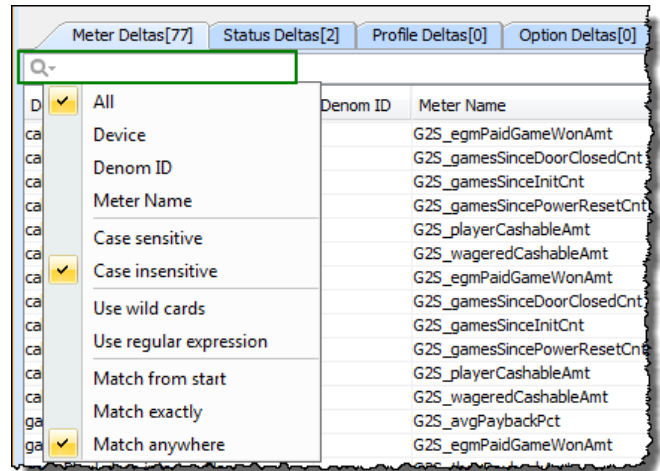 Meter Deltas[77] Status Deltas[2] Profile Deltas[0] Option Deltas[0]
Denom ID Meter Name
All
Device
Denom ID
Meter Name
Case sensitive
Case insensitive
Use wild cards
Use regular expression
Match from start
Match exactly
Match anywhere
G2S_egmPaidGameWonAmt
G2S_gamesSinceDoorClosedCnt
G2S_gamesSinceInitCnt
G2S_gamesSincePowerResetCnt
G2S_playerCashableAmt
G2S_wageredCashableAmt
G2S_egmPaidGameWonAmt
G2S_gamesSinceDoorClosedCnt
G2S_gamesSinceInitCnt
G2S_gamesSincePowerResetCnt
G2S_playerCashableAmt
G2S_wageredCashableAmt
G2S_avgPaybackPct
G2S_egmPaidGameWonAmt